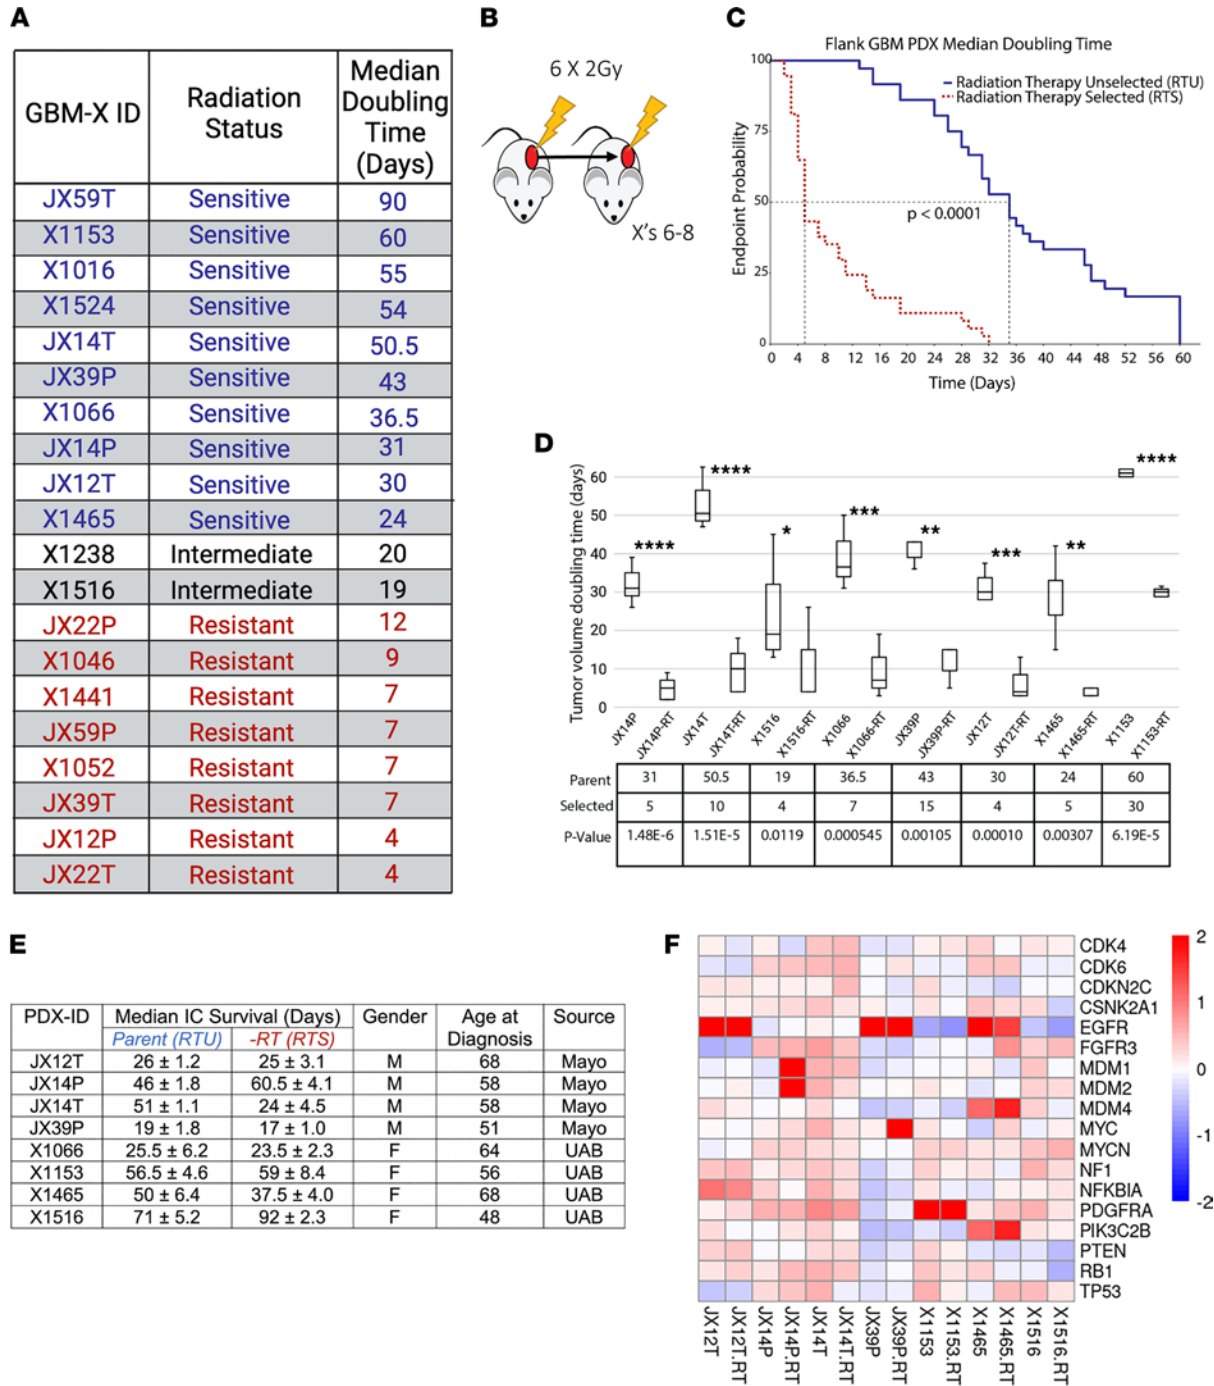 A
GBM-X ID Radiation Status Median Doubling Time (Days)
JX59T Sensitive 90
X1153 Sensitive 60
X1016 Sensitive 55
X1524 Sensitive 54
JX14T Sensitive 50.5
JX39P Sensitive 43
X1066 Sensitive 36.5
JX14P Sensitive 31
JX12T Sensitive 30
X1465 Sensitive 24
X1238 Intermediate 20
X1516 Intermediate 19
JX22P Resistant 12
X1046 Resistant 9
X1441 Resistant 7
JX59P Resistant 7
X1052 Resistant 7
JX39T Resistant 7
JX12P Resistant 4
JX22T Resistant 4
B
6 X 2Gy
X's 6-8
C
Flank GBM PDX Median Doubling Time
Radiation Therapy Unselected (RTU)
Radiation Therapy Selected (RTS)
Endpoint Probability
100
75
50
25
0
p < 0.0001
0 4 8 12 16 20 24 28 32 36 40 44 48 52 56 60
Time (Days)
D
Tumor volume doubling time (days)
60
50
40
30
20
10
0
**** **** * *** ** *** ** ****
JX14P JX14P-RT JX14T JX14T-RT X1516 X1516-RT X1066 X1066-RT JX39P JX39P-RT JX12T JX12T-RT X1465 X1465-RT X1153 X1153-RT
Parent 31 50.5 19 36.5 43 30 24 60
Selected 5 10 4 7 15 4 5 30
P-Value 1.48E-6 1.51E-5 0.0119 0.000545 0.00105 0.00010 0.00307 6.19E-5
E
PDX-ID Median IC Survival (Days) Gender Age at Diagnosis Source
Parent (RTU) -RT (RTS)
JX12T 26 ± 1.2 25 ± 3.1 M 68 Mayo
JX14P 46 ± 1.8 60.5 ± 4.1 M 58 Mayo
JX14T 51 ± 1.1 24 ± 4.5 M 58 Mayo
JX39P 19 ± 1.8 17 ± 1.0 M 51 Mayo
X1066 25.5 ± 6.2 23.5 ± 2.3 F 64 UAB
X1153 56.5 ± 4.6 59 ± 8.4 F 56 UAB
X1465 50 ± 6.4 37.5 ± 4.0 F 68 UAB
X1516 71 ± 5.2 92 ± 2.3 F 48 UAB
F
CDK4
CDK6
CDKN2C
CSNK2A1
EGFR
FGFR3
MDM1
MDM2
MDM4
MYC
MYCN
NF1
NFKBIA
PDGFRA
PIK3C2B
PTEN
RB1
TP53
2
1
0
-1
-2
JX12T JX12T.RT JX14P JX14P.RT JX14T JX14T.RT JX39P JX39P.RT X1153 X1153.RT X1465 X1465.RT X1516 X1516.RT